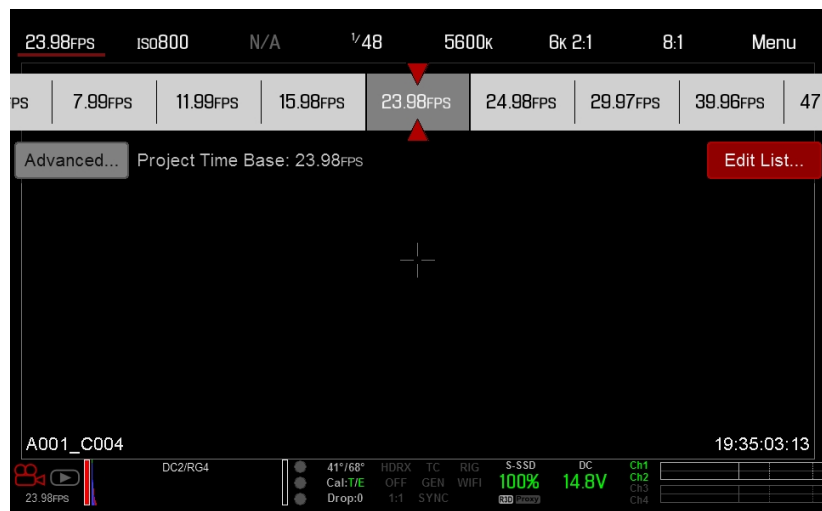 23.98FPS ISO800 N/A 1/48 5600K 6K 2:1 8:1 Menu
PS 7.99FPS 11.99FPS 15.98FPS 23.98FPS 24.98FPS 29.97FPS 39.96FPS 47
Advanced... Project Time Base: 23.98FPS Edit List...
A001_C004 19:35:03:13
DC2/RG4 41°/68° HDRX TC RIG S-SSD DC Ch1
Cal:T/E OFF GEN WIFI 100% 14.8V Ch2
Ch3
23.98FPS Drop:0 1:1 SYNC R3D Proxy Ch4